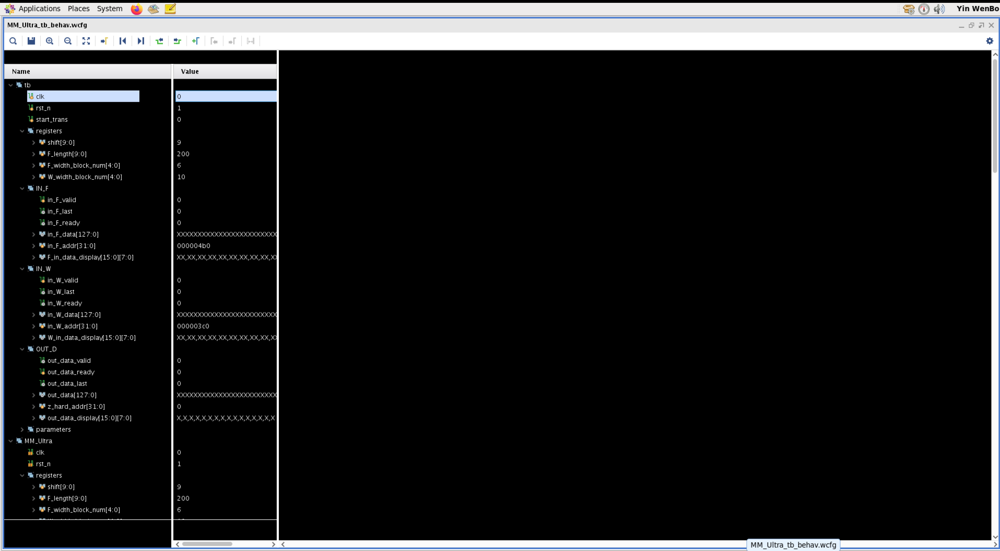 Applications Places System Yin WenBo
MM_Ultra_tb_behav.wcfg
Name Value
tb
clk 0
rst_n 1
start_trans 0
registers
shift[9:0] 9
F_length[9:0] 200
F_width_block_num[4:0] 6
W_width_block_num[4:0] 10
IN_F
in_F_valid 0
in_F_last 0
in_F_ready 0
in_F_data[127:0] XXXXXXXXXXXXXXXXXXXXXXXX
in_F_addr[31:0] 000004b0
F_in_data_display[15:0][7:0] XX,XX,XX,XX,XX,XX,XX,XX,XX,XX
IN_W
in_W_valid 0
in_W_last 0
in_W_ready 0
in_W_data[127:0] XXXXXXXXXXXXXXXXXXXXXXXX
in_W_addr[31:0] 000003c0
W_in_data_display[15:0][7:0] XX,XX,XX,XX,XX,XX,XX,XX,XX,XX
OUT_D
out_data_valid 0
out_data_ready 0
out_data_last 0
out_data[127:0] XXXXXXXXXXXXXXXXXXXXXXXX
z_hard_addr[31:0] 0
out_data_display[15:0][7:0] X,X,X,X,X,X,X,X,X,X,X,X,X,X,X,X
parameters
MM_Ultra
clk 0
rst_n 1
registers
shift[9:0] 9
F_length[9:0] 200
F_width_block_num[4:0] 6
MM_Ultra_tb_behav.wcfg